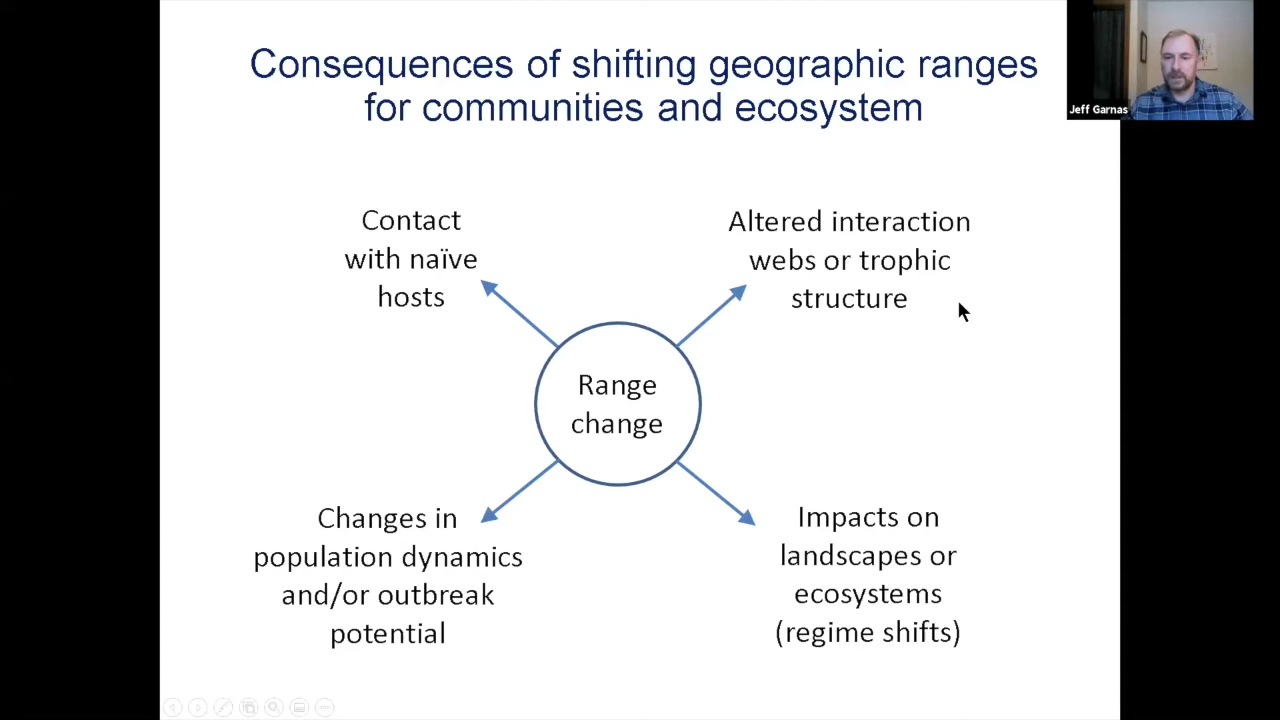 Consequences of shifting geographic ranges
for communities and ecosystem
Jeff Garnas
Contact
with naïve
hosts
Altered interaction
webs or trophic
structure
Range
change
Changes in
population dynamics
and/or outbreak
potential
Impacts on
landscapes or
ecosystems
(regime shifts)